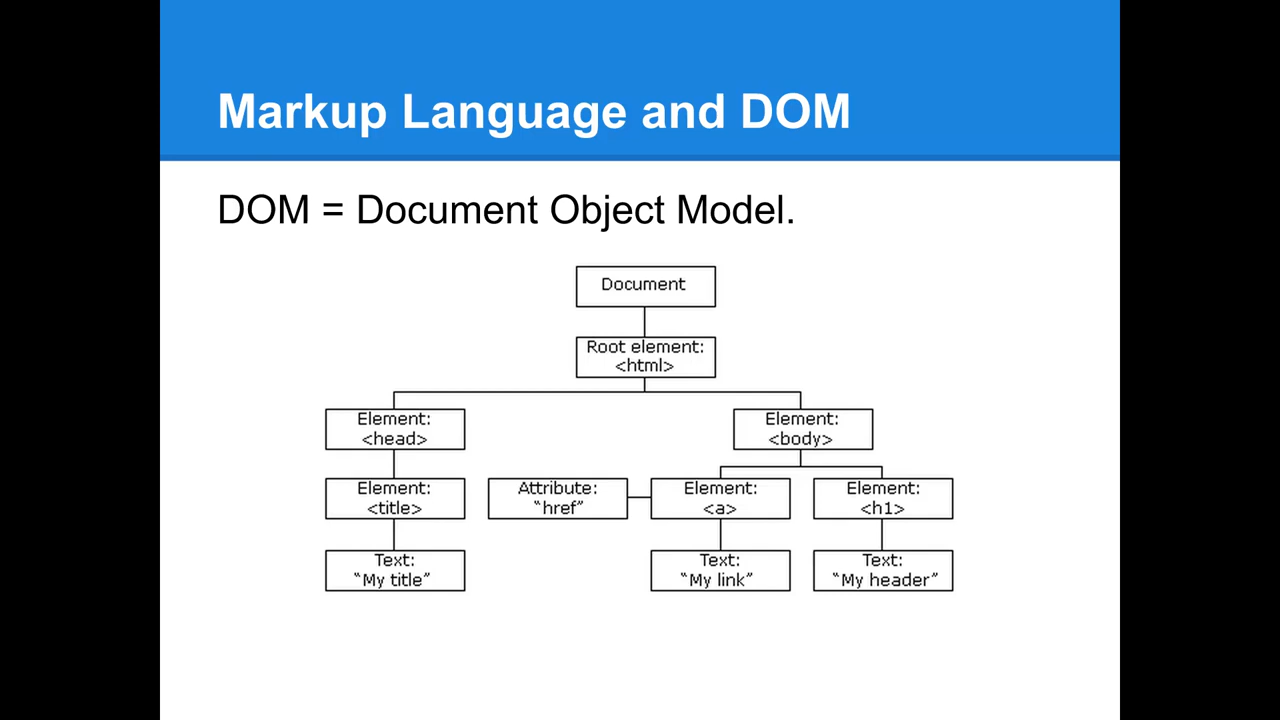 Markup Language and DOM
DOM = Document Object Model.
Document
Root element:
<html>
Element:
<head>
Element:
<body>
Element:
<title>
Attribute:
“href”
Element:
<a>
Element:
<h1>
Text:
“My title”
Text:
“My link”
Text:
“My header”